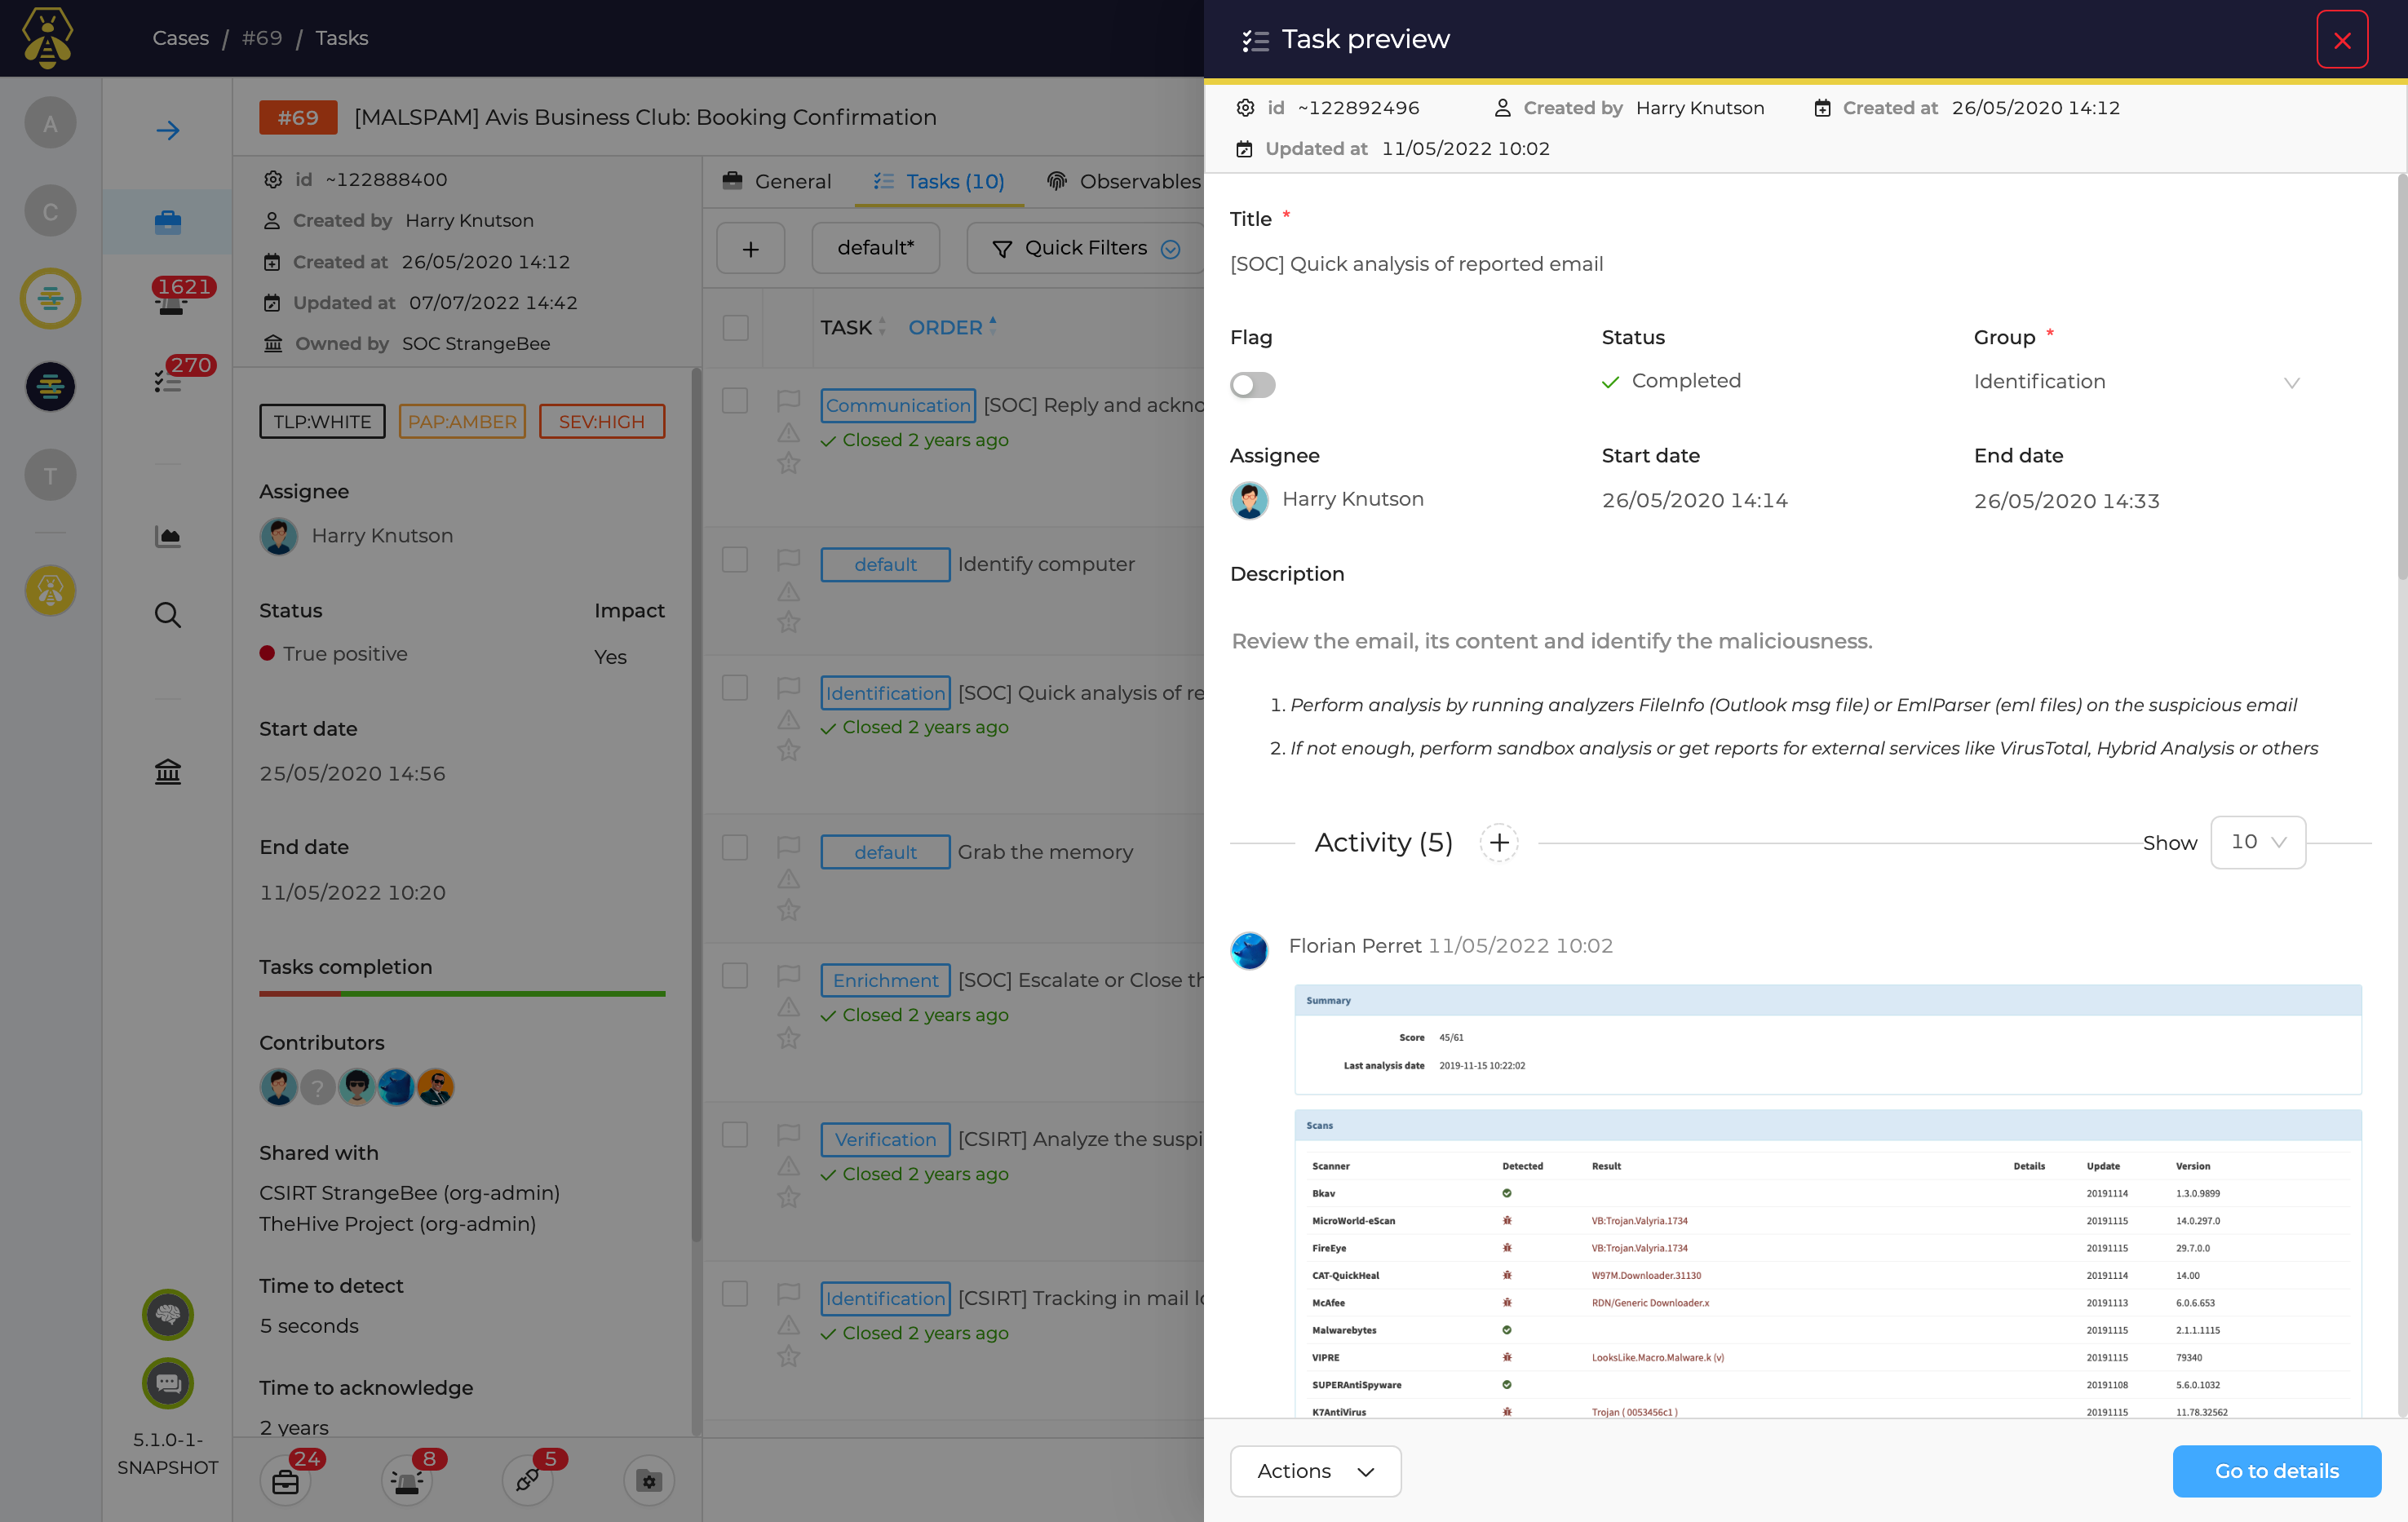 Cases / #69 / Tasks
A
C
T
1621
270
5.1.0-1-
SNAPSHOT
#69 [MALSPAM] Avis Business Club: Booking Confirmation
id ~122888400
Created by Harry Knutson
Created at 26/05/2020 14:12
Updated at 07/07/2022 14:42
Owned by SOC StrangeBee
TLP:WHITE PAP:AMBER SEV:HIGH
Assignee
Harry Knutson
Status Impact
True positive Yes
Start date
25/05/2020 14:56
End date
11/05/2022 10:20
Tasks completion
Contributors
?
Shared with
CSIRT StrangeBee (org-admin)
TheHive Project (org-admin)
Time to detect
5 seconds
Time to acknowledge
2 years
24 8 5
General Tasks (10) Observables
+ default* Quick Filters
TASK ORDER
Communication [SOC] Reply and ackno
Closed 2 years ago
default Identify computer
Identification [SOC] Quick analysis of re
Closed 2 years ago
default Grab the memory
Enrichment [SOC] Escalate or Close th
Closed 2 years ago
Verification [CSIRT] Analyze the suspi
Closed 2 years ago
Identification [CSIRT] Tracking in mail l
Closed 2 years ago
Task preview
id ~122892496 Created by Harry Knutson Created at 26/05/2020 14:12
Updated at 11/05/2022 10:02
Title *
[SOC] Quick analysis of reported email
Flag Status Group *
Completed Identification
Assignee Start date End date
Harry Knutson 26/05/2020 14:14 26/05/2020 14:33
Description
Review the email, its content and identify the maliciousness.
1. Perform analysis by running analyzers FileInfo (Outlook msg file) or EmlParser (eml files) on the suspicious email
2. If not enough, perform sandbox analysis or get reports for external services like VirusTotal, Hybrid Analysis or others
Activity (5) + Show 10
Florian Perret 11/05/2022 10:02
Summary
Score 45/61
Last analysis date 2019-11-15 10:22:02
Scans
Scanner Detected Result Details Update Version
Bkav 20191114 1.3.0.9899
MicroWorld-eScan VB:Trojan.Valyria.1734 20191115 14.0.297.0
FireEye VB:Trojan.Valyria.1734 20191115 29.7.0.0
CAT-QuickHeal W97M.Downloader.31130 20191114 14.00
McAfee RDN/Generic Downloader.x 20191113 6.0.6.653
Malwarebytes 20191115 2.1.1.1115
VIPRE LooksLike.Macro.Malware.k (v) 20191115 79340
SUPERAntiSpyware 20191108 5.6.0.1032
K7AntiVirus Trojan ( 0053456c1 ) 20191115 11.78.32562
Actions Go to details